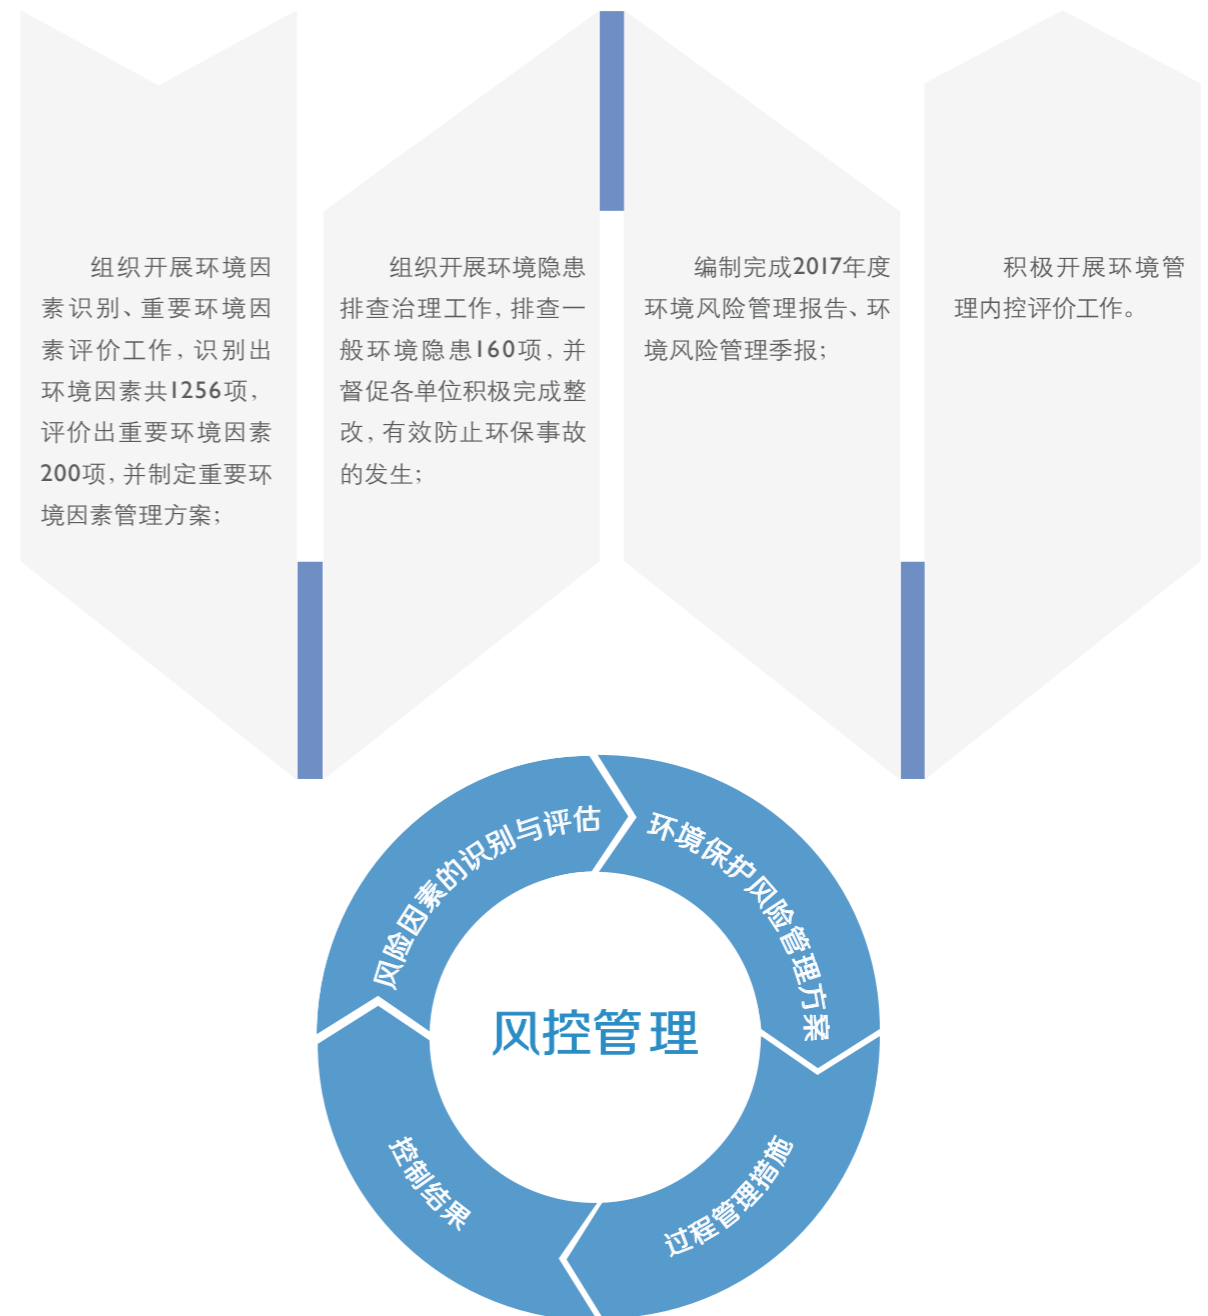 组织开展环境因
素识别、重要环境因
素评价工作，识别出
环境因素共1256项，
评价出重要环境因素
200项，并制定重要环
境因素管理方案；
组织开展环境隐患
排查治理工作，排查一
般环境隐患160项，并
督促各单位积极完成整
改，有效防止环保事故
的发生；
编制完成2017年度
环境风险管理报告、环
境风险管理季报；
积极开展环境管
理内控评价工作。
风险因素的识别与评估
环境保护风险管理方案
风控管理
控制结果
过程管理措施